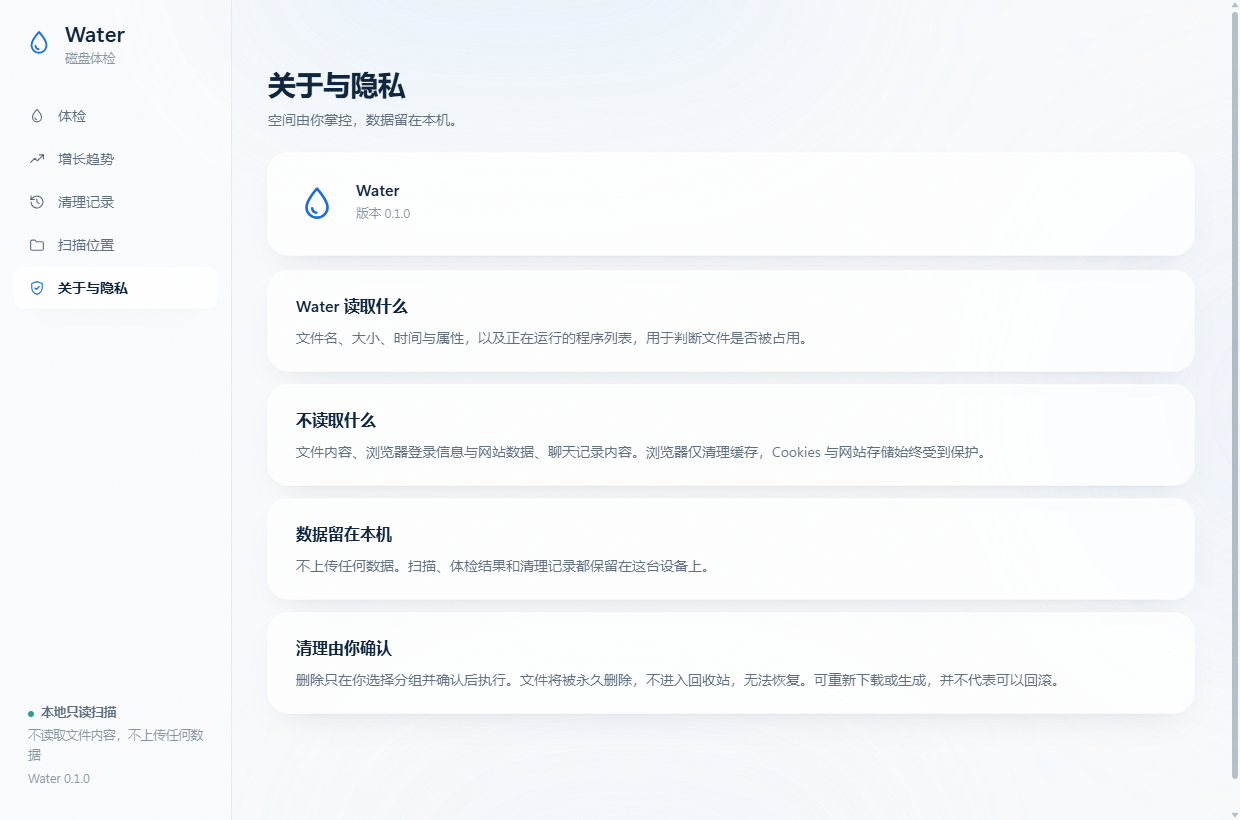 Water
磁盘体检
体检
增长趋势
清理记录
扫描位置
关于与隐私
本地只读扫描
不读取文件内容，不上传任何数
据
Water 0.1.0
关于与隐私
空间由你掌控，数据留在本机。
Water
版本 0.1.0
Water 读取什么
文件名、大小、时间与属性，以及正在运行的程序列表，用于判断文件是否被占用。
不读取什么
文件内容、浏览器登录信息与网站数据、聊天记录内容。浏览器仅清理缓存，Cookies 与网站存储始终受到保护。
数据留在本机
不上传任何数据。扫描、体检结果和清理记录都保留在这台设备上。
清理由你确认
删除只在你选择分组并确认后执行。文件将被永久删除，不进入回收站，无法恢复。可重新下载或生成，并不代表可以回滚。